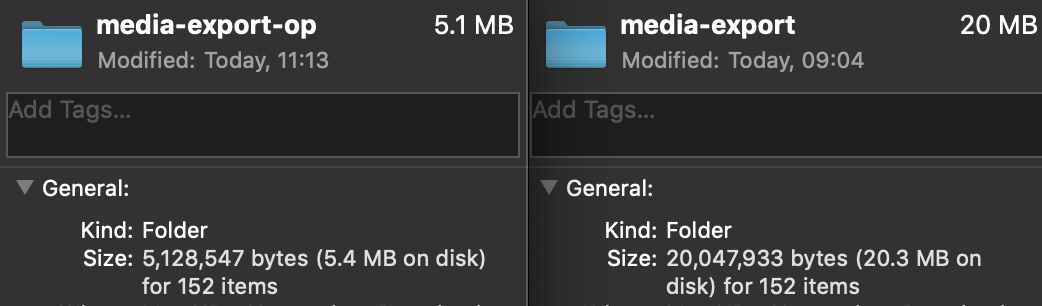 media-export-op 5.1 MB
Modified: Today, 11:13
Add Tags...
General:
Kind: Folder
Size: 5,128,547 bytes (5.4 MB on disk)
for 152 items
media-export 20 MB
Modified: Today, 09:04
Add Tags...
General:
Kind: Folder
Size: 20,047,933 bytes (20.3 MB on
disk) for 152 items